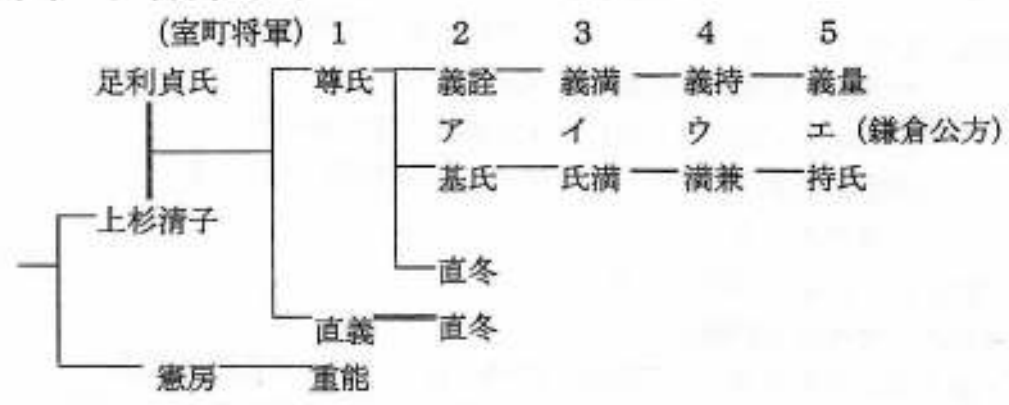 (室町将軍) 1 2 3 4 5
足利貞氏 尊氏 義詮 義満 義持 義量
ア イ ウ エ (鎌倉公方)
基氏 氏満 満兼 持氏
上杉清子
直冬
直義 直冬
憲房 重能